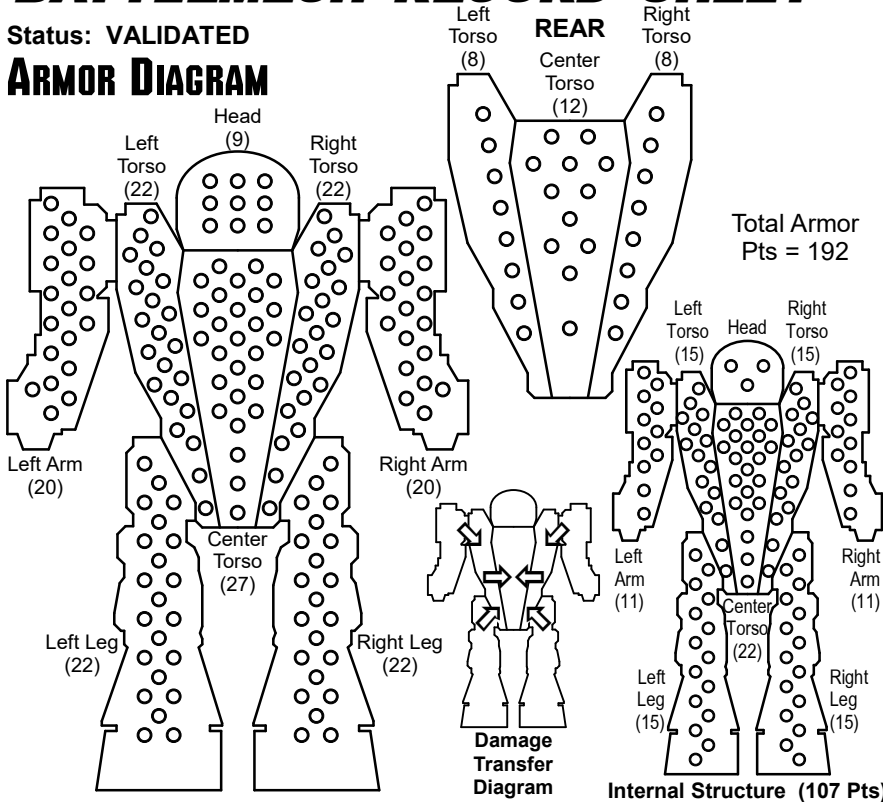 BATTLEMECH RECORD SHEET
Status: VALIDATED
ARMOR DIAGRAM
Head
(9)
Left
Torso
(22)
Right
Torso
(22)
Left Arm
(20)
Right Arm
(20)
Center
Torso
(27)
Left Leg
(22)
Right Leg
(22)
Left
Torso
(8)
REAR
Center
Torso
(12)
Right
Torso
(8)
Total Armor
Pts = 192
Left
Torso
(15)
Head
Right
Torso
(15)
Left
Arm
(11)
Right
Arm
(11)
Center
Torso
(22)
Left
Leg
(15)
Right
Leg
(15)
Damage
Transfer
Diagram
Internal Structure (107 Pts)